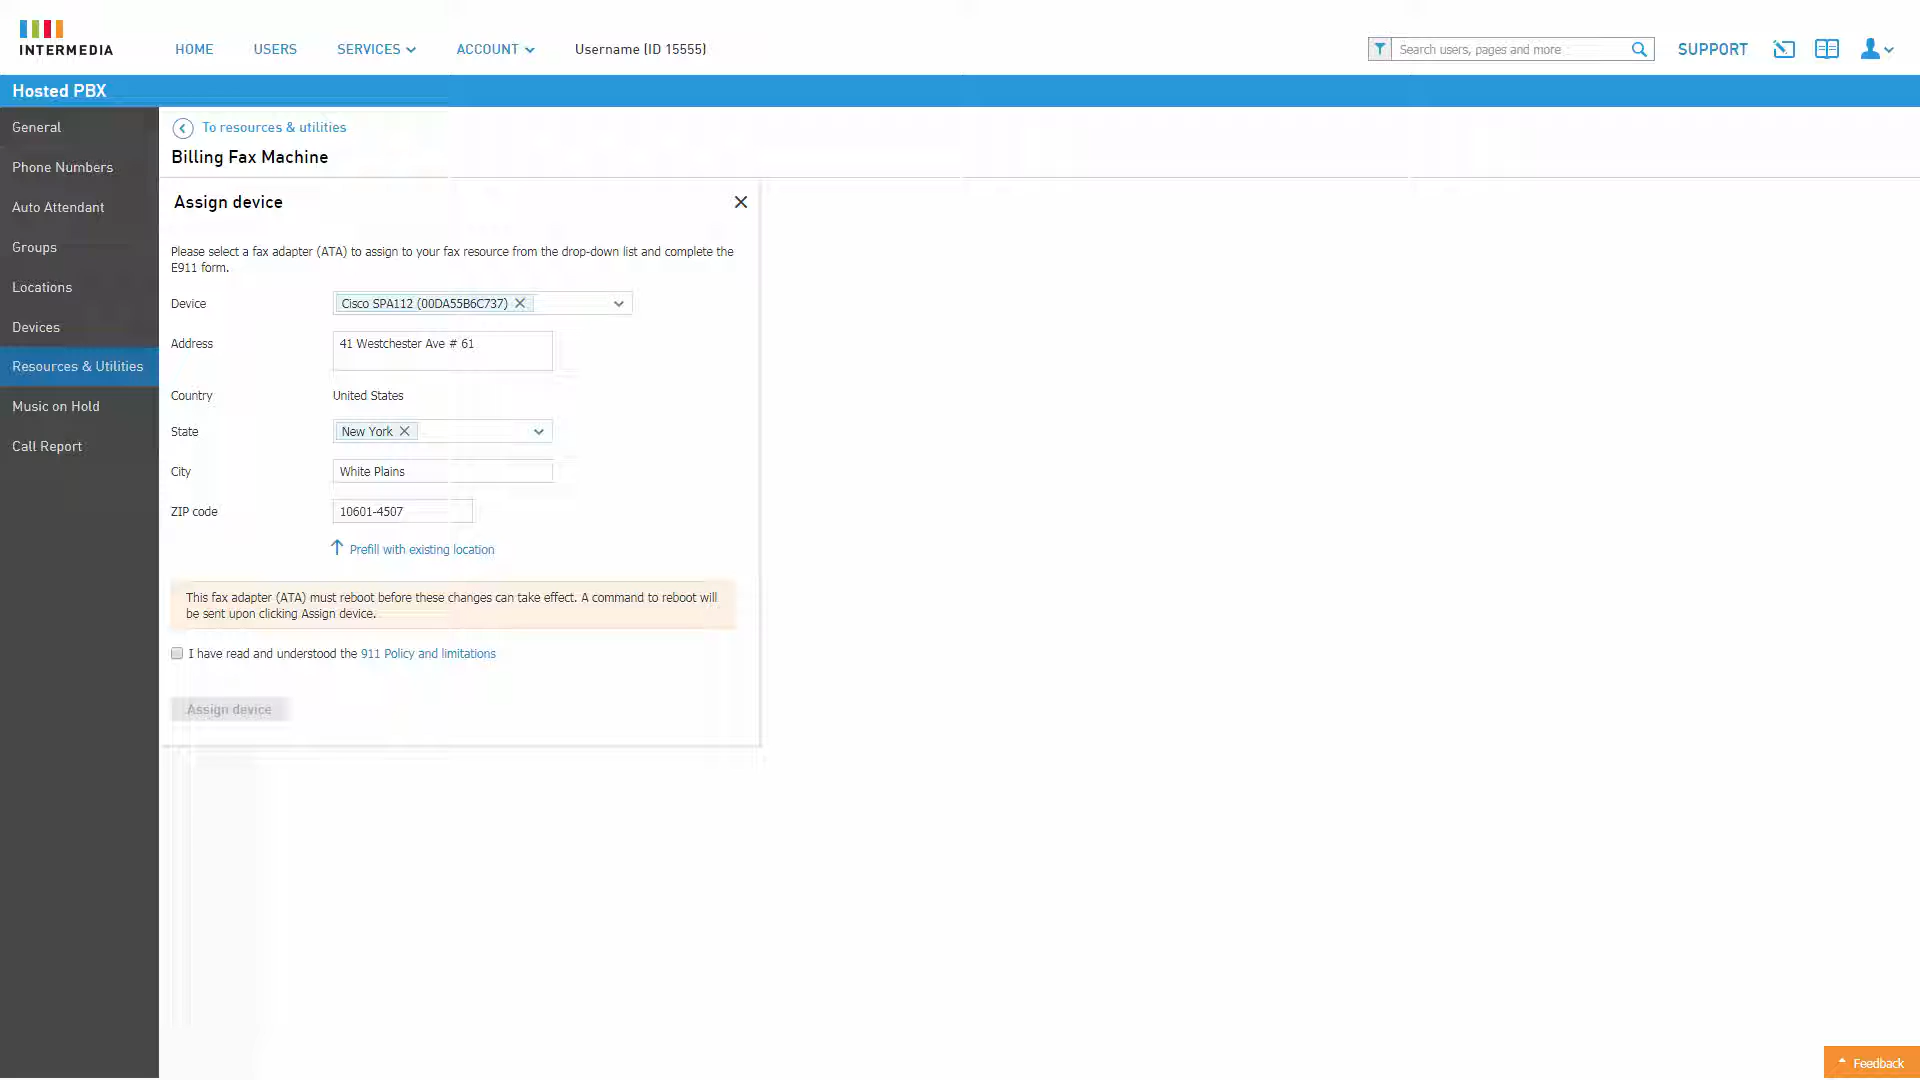 INTERMEDIA
HOME USERS SERVICES ACCOUNT Username (ID 15555)
Search users, pages and more
SUPPORT
Hosted PBX
General
Phone Numbers
Auto Attendant
Groups
Locations
Devices
Resources & Utilities
Music on Hold
Call Report
To resources & utilities
Billing Fax Machine
Assign device
Please select a fax adapter (ATA) to assign to your fax resource from the drop-down list and complete the
E911 form.
Device Cisco SPA112 (00DA55B6C737)
Address 41 Westchester Ave # 61
Country United States
State New York
City White Plains
ZIP code 10601-4507
Prefill with existing location
This fax adapter (ATA) must reboot before these changes can take effect. A command to reboot will
be sent upon clicking Assign device.
I have read and understood the 911 Policy and limitations
Assign device
Feedback